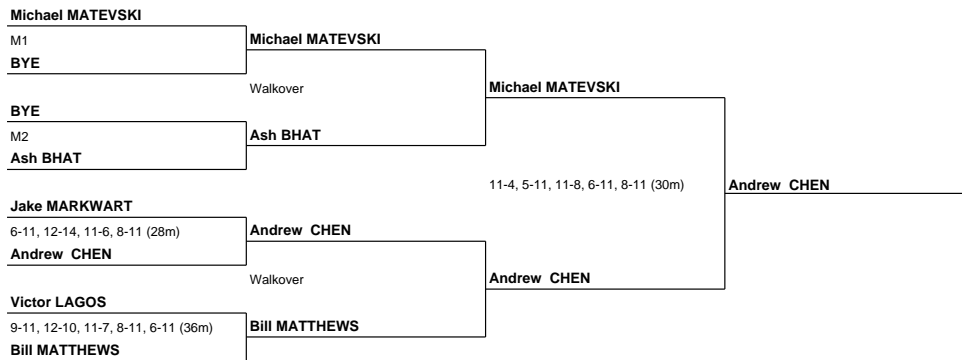 Michael MATEVSKI
M1
BYE
Michael MATEVSKI
Walkover
Michael MATEVSKI
BYE
M2
Ash BHAT
Ash BHAT
11-4, 5-11, 11-8, 6-11, 8-11 (30m)
Andrew CHEN
Jake MARKWART
6-11, 12-14, 11-6, 8-11 (28m)
Andrew CHEN
Andrew CHEN
Walkover
Andrew CHEN
Victor LAGOS
9-11, 12-10, 11-7, 8-11, 6-11 (36m)
Bill MATTHEWS
Bill MATTHEWS